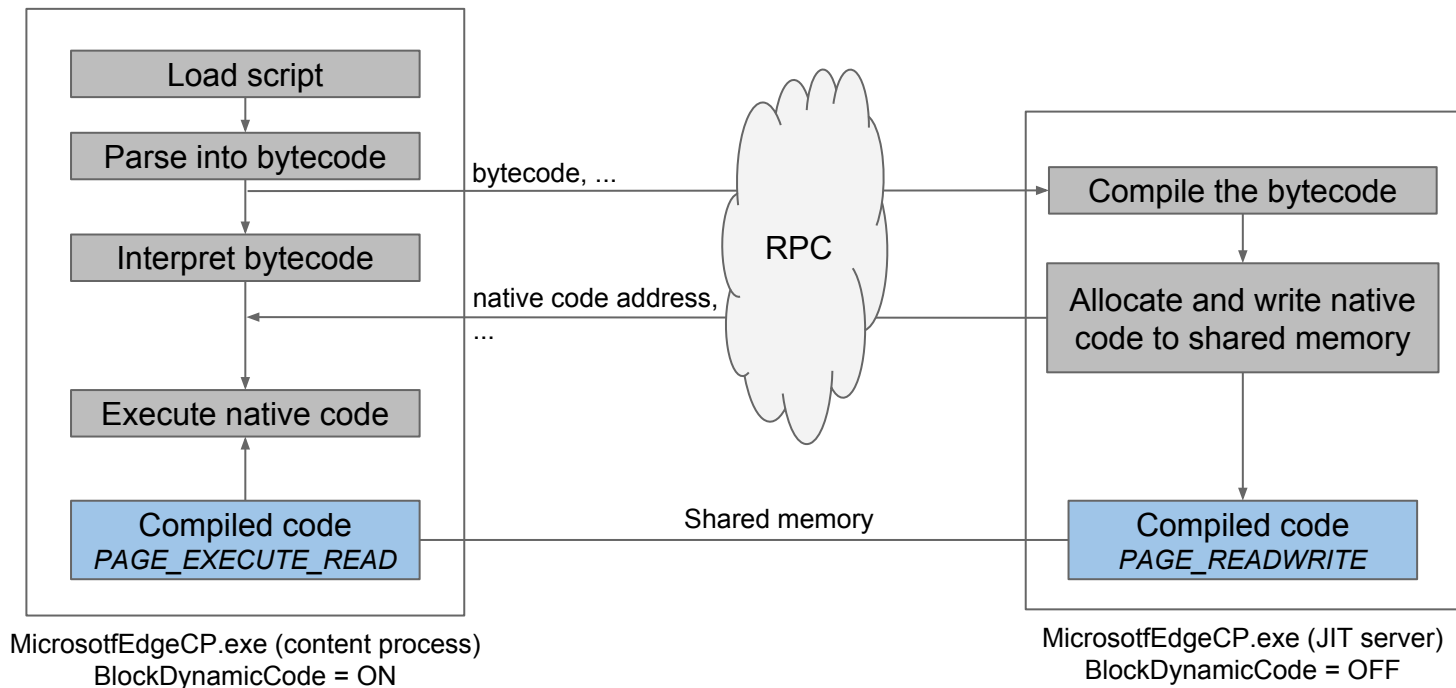 Load script
Parse into bytecode
bytecode, ...
Interpret bytecode
native code address,
...
Execute native code
Compiled code
PAGE_EXECUTE_READ
RPC
Shared memory
Compile the bytecode
Allocate and write native
code to shared memory
Compiled code
PAGE_READWRITE
MicrosotfEdgeCP.exe (content process)
BlockDynamicCode = ON
MicrosotfEdgeCP.exe (JIT server)
BlockDynamicCode = OFF